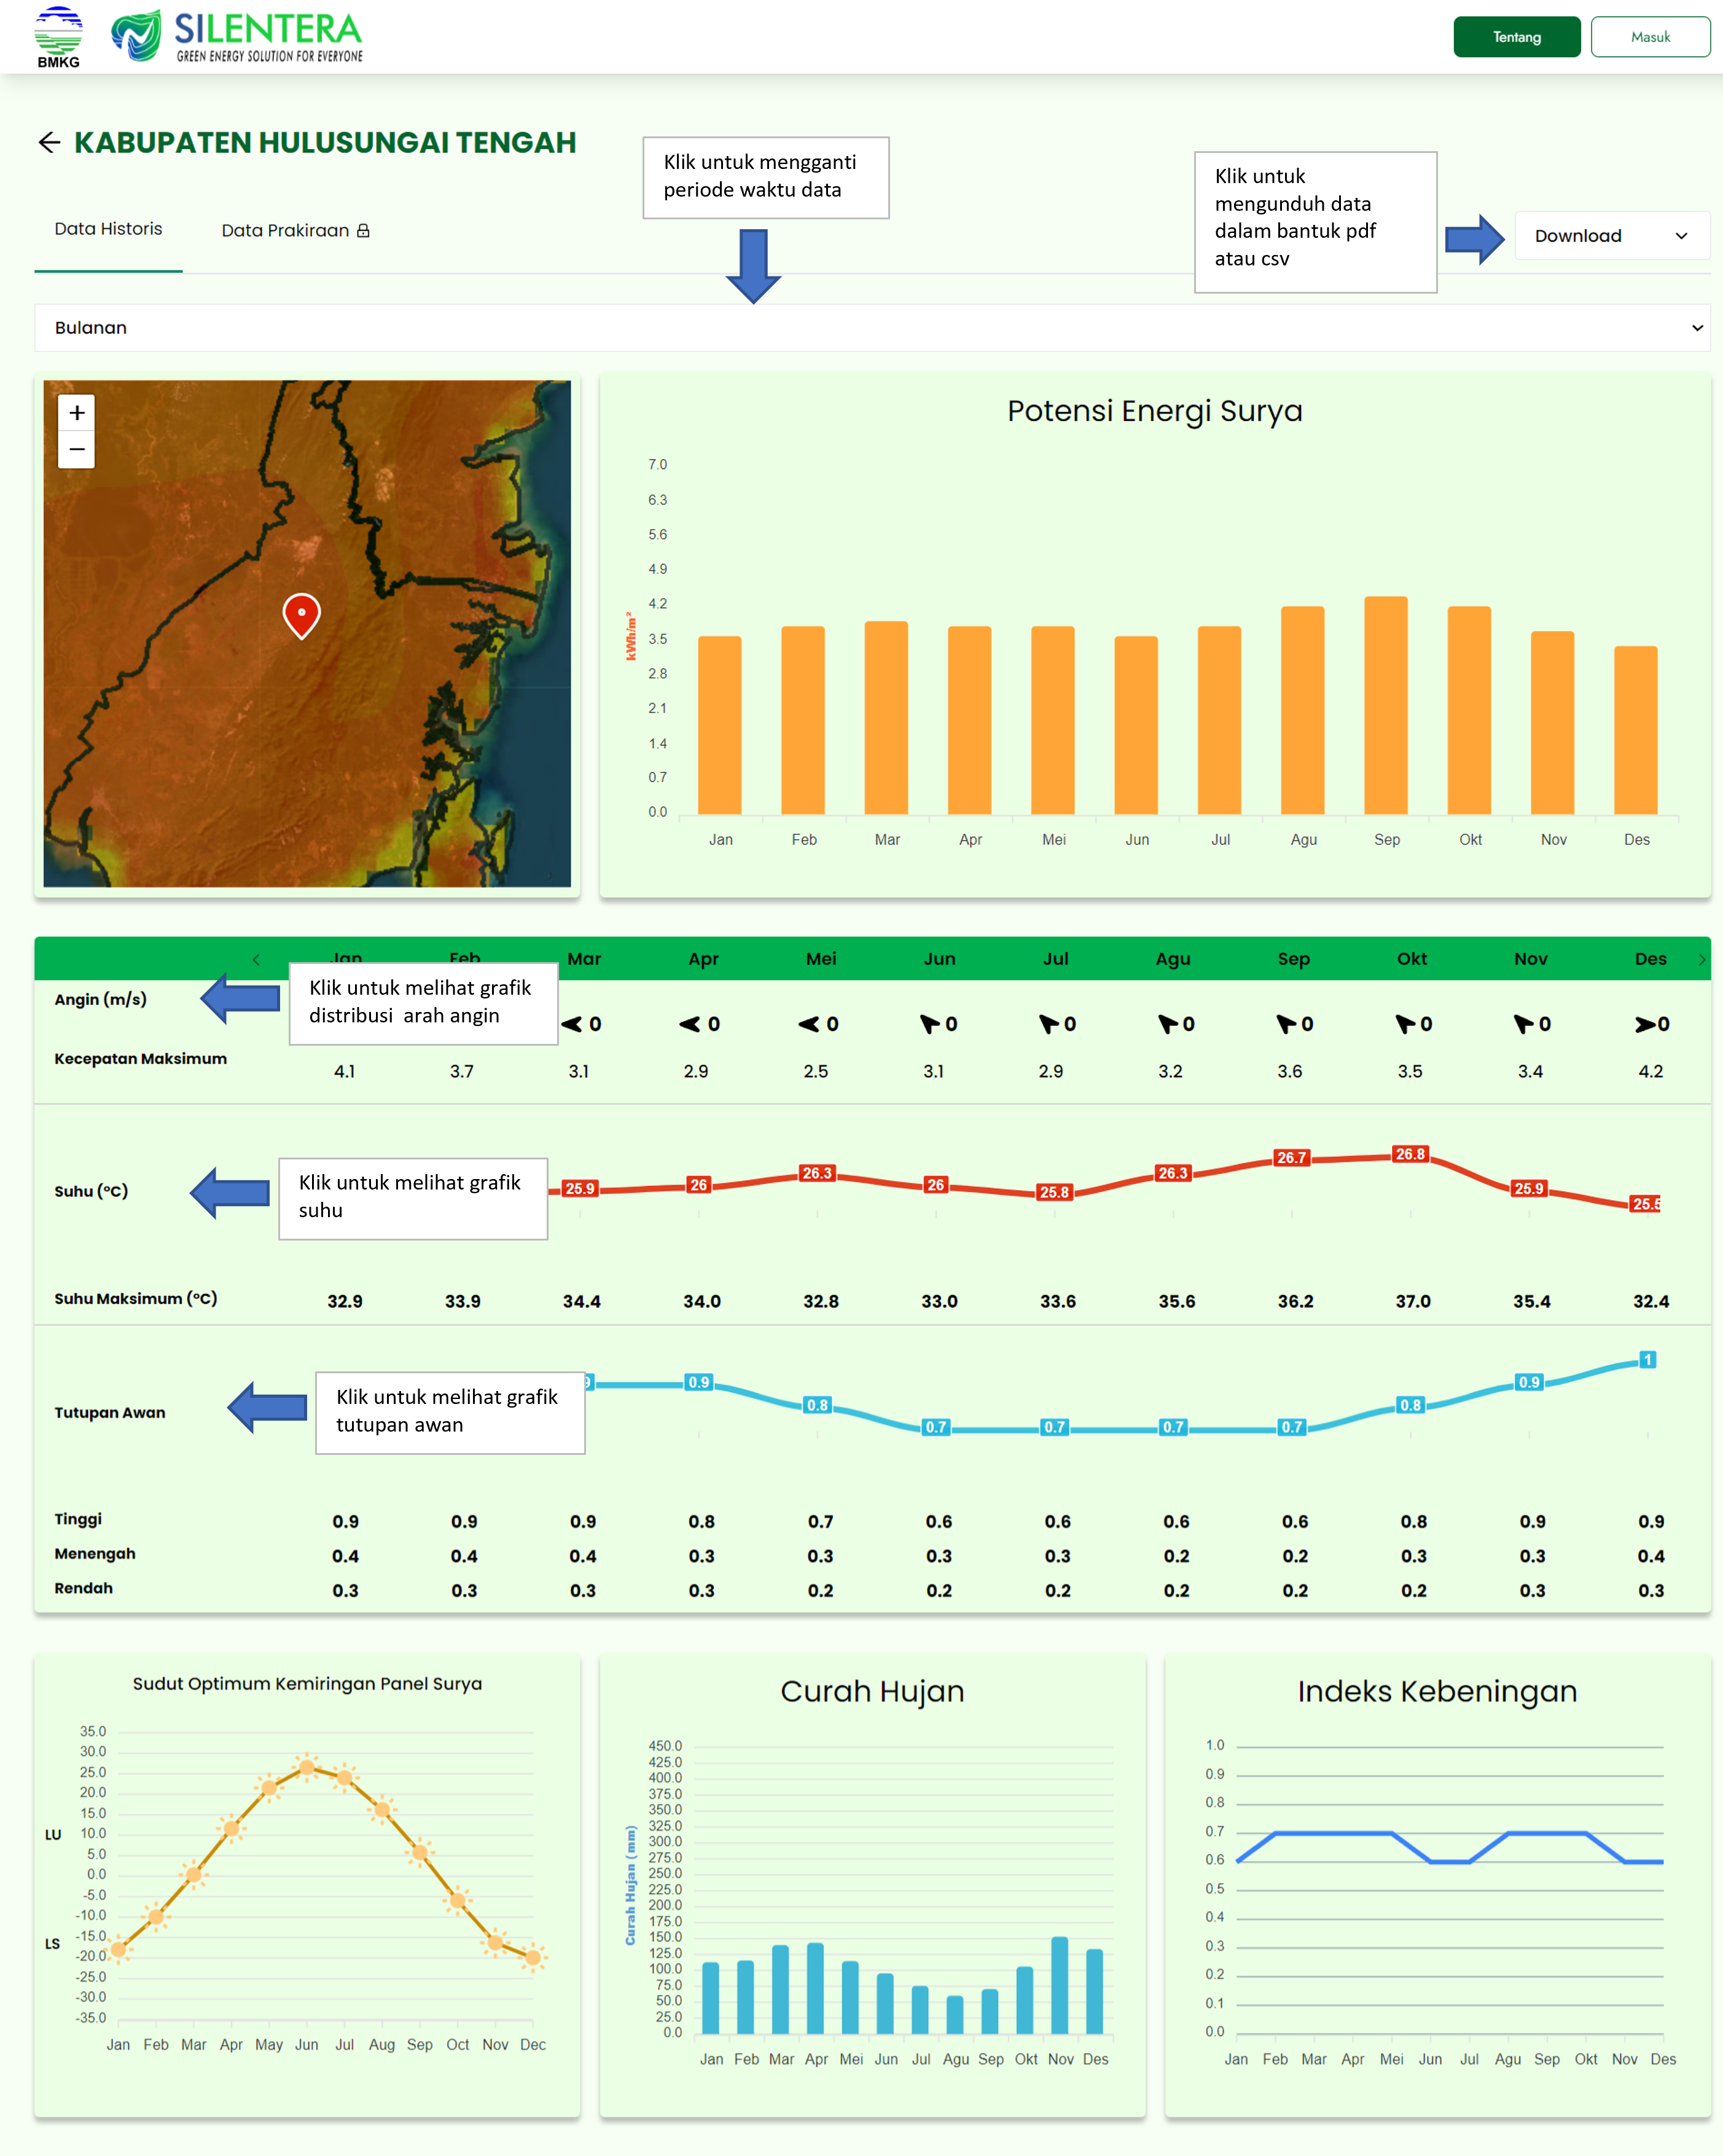 BMKG
SILENTERA
GREEN ENERGY SOLUTION FOR EVERYONE
Tentang
Masuk
KABUPATEN HULUSUNGAI TENGAH
Klik untuk mengganti
periode waktu data
Klik untuk
mengunduh data
dalam bantuk pdf
atau csv
Data Historis
Data Prakiraan
Download
Bulanan
+
−
Potensi Energi Surya
7.0
6.3
5.6
4.9
4.2
3.5
2.8
2.1
1.4
0.7
0.0
kWh/m²
Jan Feb Mar Apr Mei Jun Jul Agu Sep Okt Nov Des
Jan Feb Mar Apr Mei Jun Jul Agu Sep Okt Nov Des
Angin (m/s)
Klik untuk melihat grafik
distribusi arah angin
0 0 0 0 0 0 0 0 0 0
Kecepatan Maksimum
4.1 3.7 3.1 2.9 2.5 3.1 2.9 3.2 3.6 3.5 3.4 4.2
Suhu (°C)
Klik untuk melihat grafik
suhu
25.9 26 26.3 26 25.8 26.3 26.7 26.8 25.9 25.5
Suhu Maksimum (°C)
32.9 33.9 34.4 34.0 32.8 33.0 33.6 35.6 36.2 37.0 35.4 32.4
Tutupan Awan
Klik untuk melihat grafik
tutupan awan
0.9 0.8 0.7 0.7 0.7 0.7 0.8 0.9 1
Tinggi 0.9 0.9 0.9 0.8 0.7 0.6 0.6 0.6 0.6 0.8 0.9 0.9
Menengah 0.4 0.4 0.4 0.3 0.3 0.3 0.3 0.2 0.2 0.3 0.3 0.4
Rendah 0.3 0.3 0.3 0.3 0.2 0.2 0.2 0.2 0.2 0.2 0.3 0.3
Sudut Optimum Kemiringan Panel Surya
35.0
30.0
25.0
20.0
15.0
LU 10.0
5.0
0.0
-5.0
-10.0
LS -15.0
-20.0
-25.0
-30.0
-35.0
Jan Feb Mar Apr May Jun Jul Aug Sep Oct Nov Dec
Curah Hujan
450.0
425.0
400.0
375.0
350.0
325.0
300.0
275.0
250.0
225.0
200.0
175.0
150.0
125.0
100.0
75.0
50.0
25.0
0.0
Curah Hujan (mm)
Jan Feb Mar Apr Mei Jun Jul Agu Sep Okt Nov Des
Indeks Kebeningan
1.0
0.9
0.8
0.7
0.6
0.5
0.4
0.3
0.2
0.1
0.0
Jan Feb Mar Apr Mei Jun Jul Agu Sep Okt Nov Des